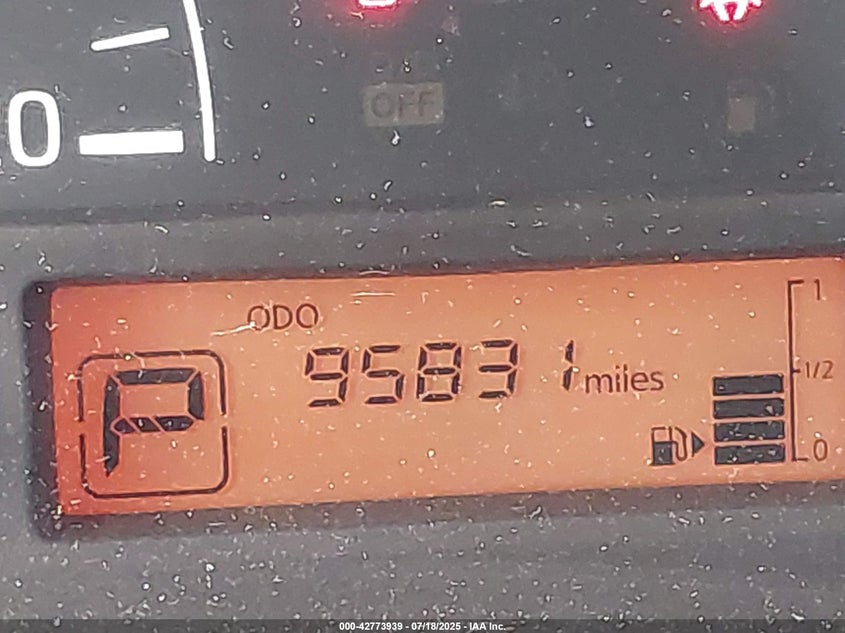 0
OFF
ODO
95831 miles
P
1
1/2
0
000-42773939 - 07/18/2025 - IAA Inc.